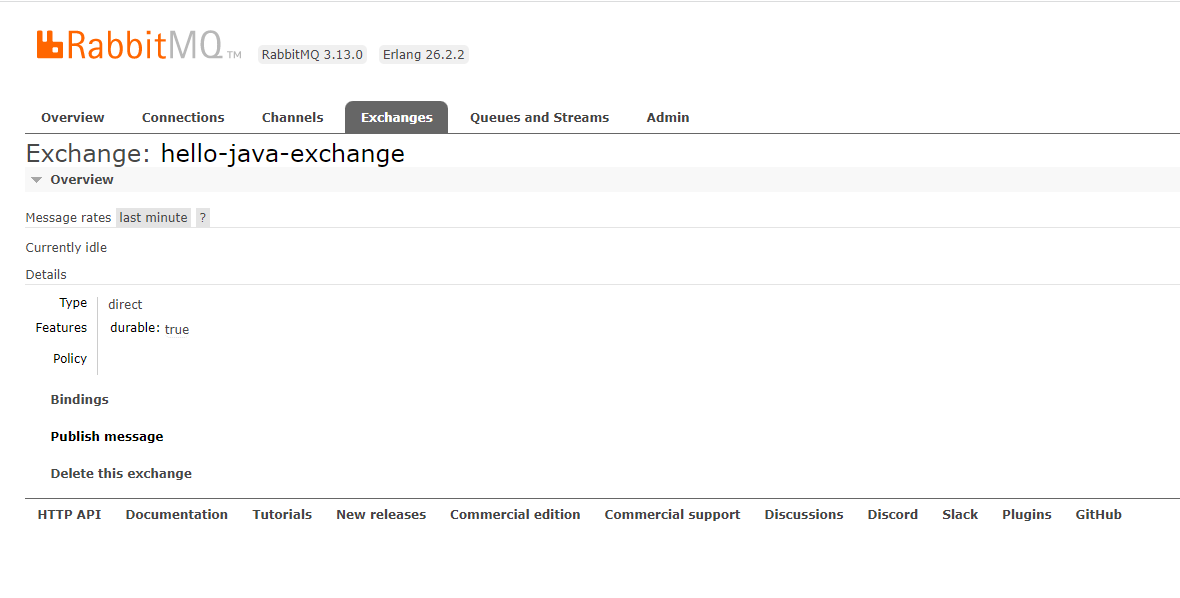 RabbitMQ TM RabbitMQ 3.13.0 Erlang 26.2.2
Overview Connections Channels Exchanges Queues and Streams Admin
Exchange: hello-java-exchange
Overview
Message rates last minute ?
Currently idle
Details
Type direct
Features durable: true
Policy
Bindings
Publish message
Delete this exchange
HTTP API Documentation Tutorials New releases Commercial edition Commercial support Discussions Discord Slack Plugins GitHub